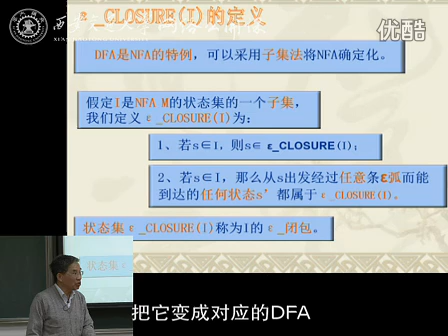 ε_CLOSURE(I)的定义
优酷
DFA是NFA的特例，可以采用子集法将NFA确定化。
假定I是NFA M的状态集的一个子集，
我们定义ε_CLOSURE(I)为：
1、若s∈I，则s∈ ε_CLOSURE(I)；
2、若s∈I，那么从s出发经过任意条ε弧而能
到达的任何状态s’都属于ε_CLOSURE(I)。
状态集ε_CLOSURE(I)称为I的ε_闭包。
状态集ε
把它变成对应的DFA